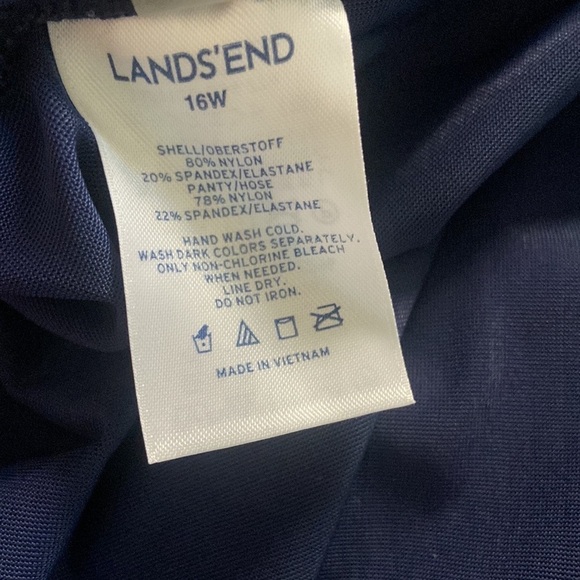 LANDS'END
16W
SHELL/OBERSTOFF
80% NYLON
20% SPANDEX/ELASTANE
PANTY/HOSE
78% NYLON
22% SPANDEX/ELASTANE
HAND WASH COLD.
WASH DARK COLORS SEPARATELY.
ONLY NON-CHLORINE BLEACH
WHEN NEEDED.
LINE DRY.
DO NOT IRON.
MADE IN VIETNAM